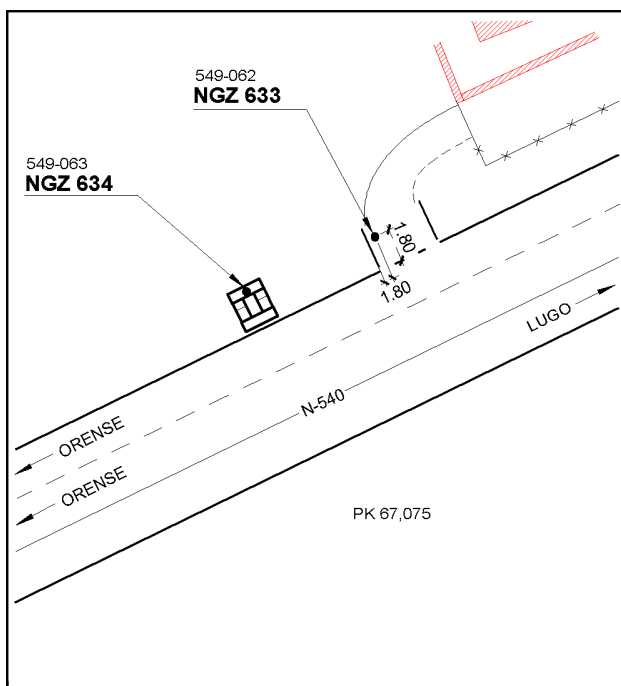 549-062
NGZ 633
549-063
NGZ 634
1.80
1.80
LUGO
N-540
ORENSE
ORENSE
PK 67,075